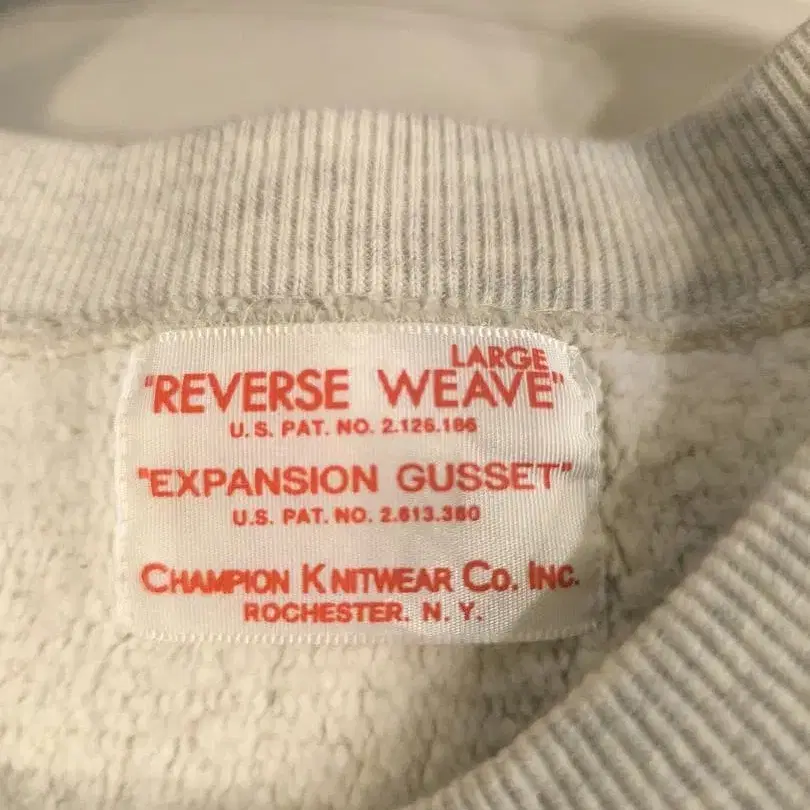 LARGE
"REVERSE WEAVE"
U.S. PAT. NO. 2.126.186
"EXPANSION GUSSET"
U.S. PAT. NO. 2.613.360
CHAMPION KNITWEAR CO. INC.
ROCHESTER. N.Y.